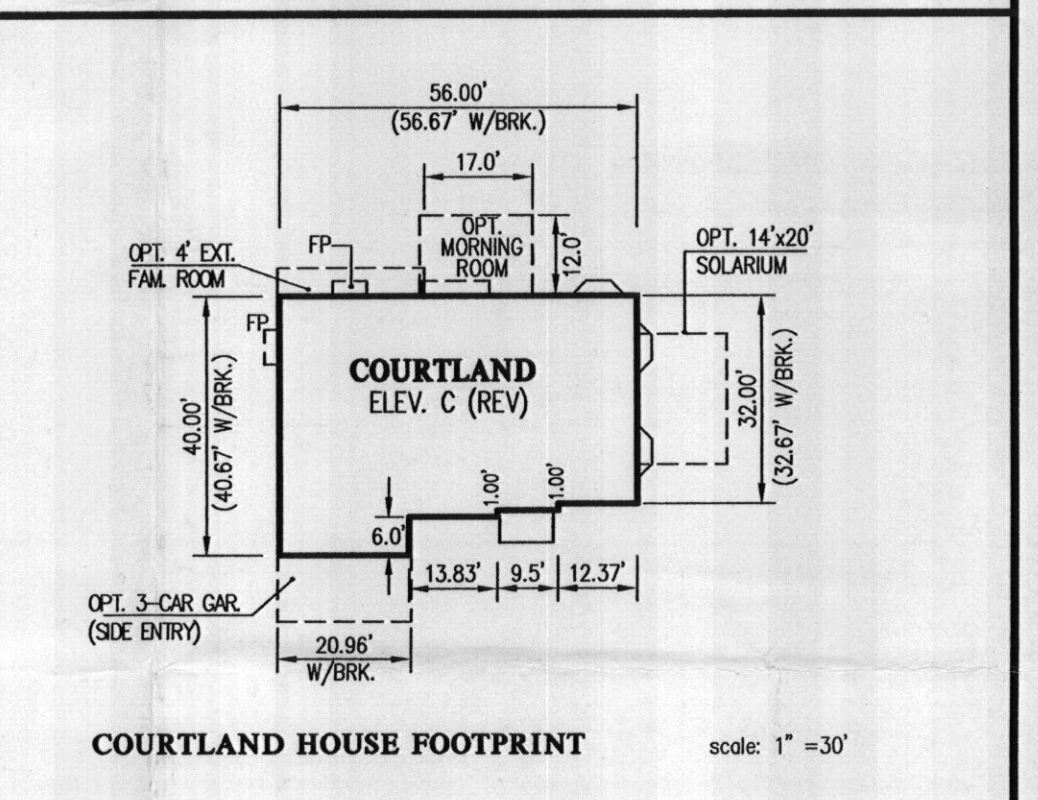 56.00'
(56.67' W/BRK.)
17.0'
OPT.
MORNING
ROOM
12.0'
OPT. 4' EXT.
FAM. ROOM
FP
OPT. 14'x20'
SOLARIUM
FP
COURTLAND
ELEV. C (REV)
40.00'
(40.67' W/BRK.)
32.00'
(32.67' W/BRK.)
1.00'
1.00'
6.0'
13.83'
9.5'
12.37'
OPT. 3-CAR GAR.
(SIDE ENTRY)
20.96'
W/BRK.
COURTLAND HOUSE FOOTPRINT
scale: 1" =30'